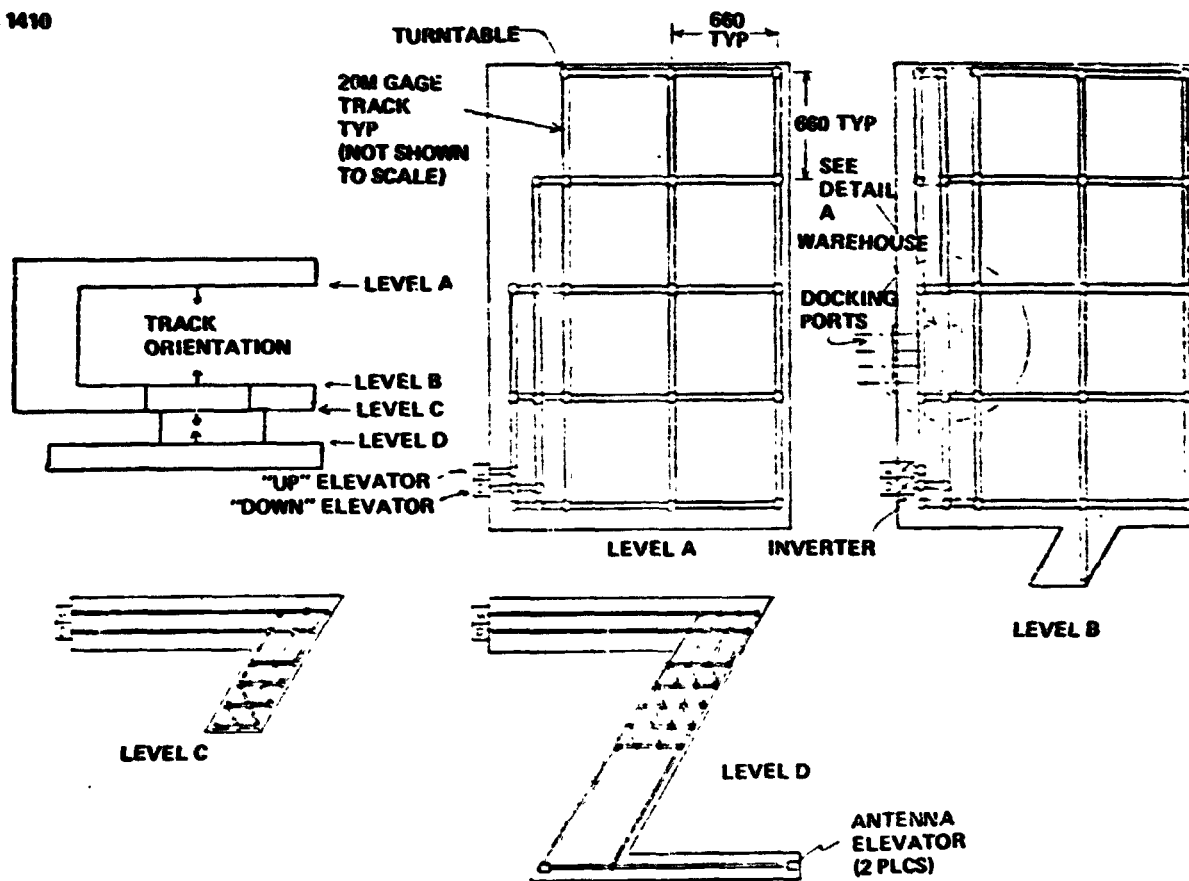 1410
660
TYP
TURNTABLE
20M GAGE
TRACK
TYP
(NOT SHOWN
TO SCALE)
660 TYP
SEE
DETAIL
A
WAREHOUSE
DOCKING
PORTS
LEVEL A
TRACK
ORIENTATION
LEVEL B
LEVEL C
LEVEL D
"UP" ELEVATOR
"DOWN" ELEVATOR
LEVEL A
INVERTER
LEVEL B
LEVEL C
LEVEL D
ANTENNA
ELEVATOR
(2 PLCS)